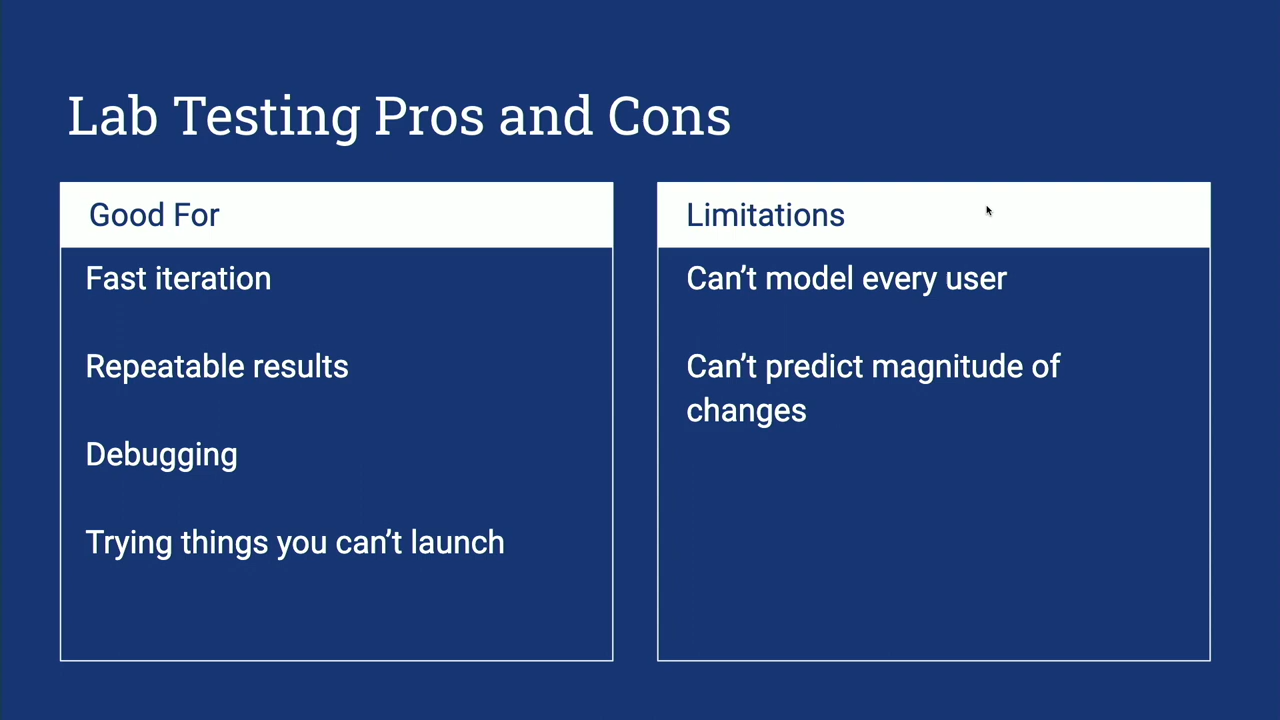 Lab Testing Pros and Cons
Good For
Fast iteration
Repeatable results
Debugging
Trying things you can’t launch
Limitations
Can’t model every user
Can’t predict magnitude of
changes